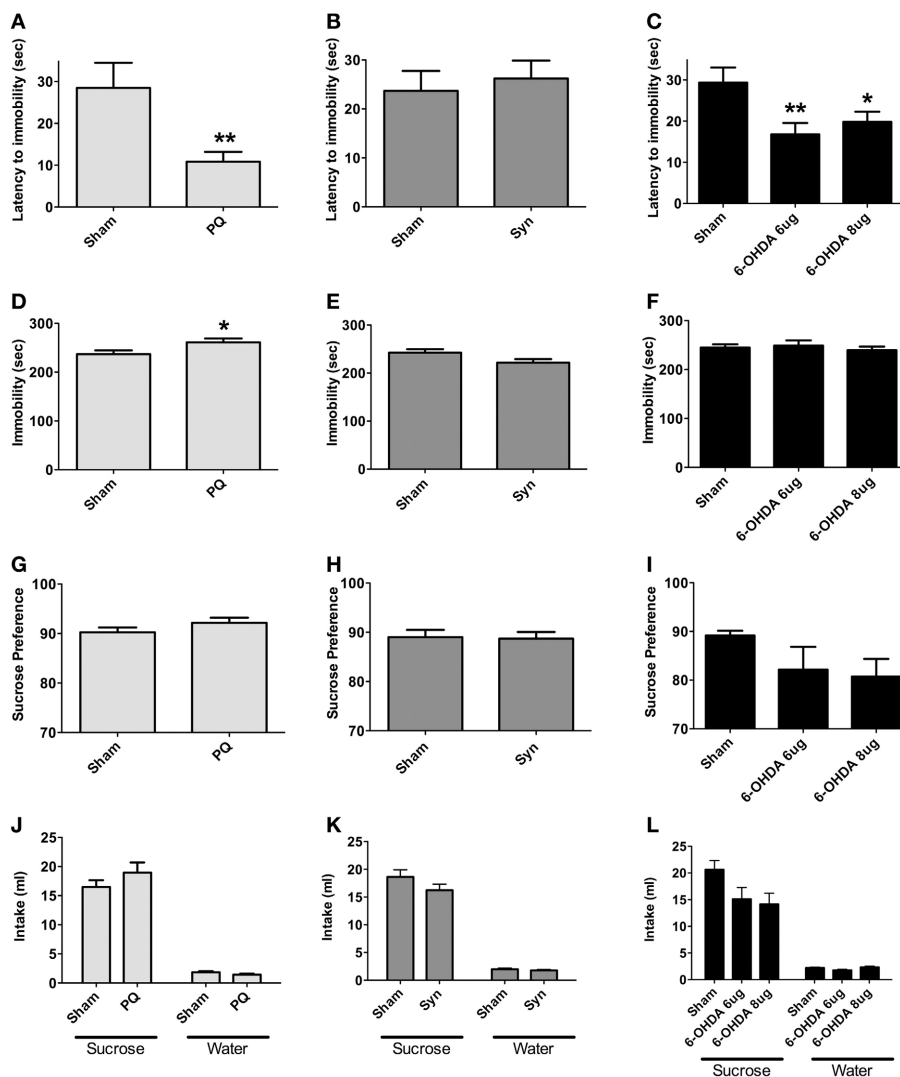 A
Latency to immobility (sec)
30
20
10
0
**
Sham
PQ
B
Latency to immobility (sec)
30
20
10
0
Sham
Syn
C
Latency to immobility (sec)
40
30
20
10
0
**
*
Sham
6-OHDA 6ug
6-OHDA 8ug
D
Immobility (sec)
300
200
100
0
*
Sham
PQ
E
Immobility (sec)
300
200
100
0
Sham
Syn
F
Immobility (sec)
300
200
100
0
Sham
6-OHDA 6ug
6-OHDA 8ug
G
Sucrose Preference
100
90
80
70
Sham
PQ
H
Sucrose Preference
100
90
80
70
Sham
Syn
I
Sucrose Preference
100
90
80
70
Sham
6-OHDA 6ug
6-OHDA 8ug
J
Intake (ml)
25
20
15
10
5
0
Sham
PQ
Sham
PQ
Sucrose
Water
K
Intake (ml)
25
20
15
10
5
0
Sham
Syn
Sham
Syn
Sucrose
Water
L
Intake (ml)
25
20
15
10
5
0
Sham
6-OHDA 6ug
6-OHDA 8ug
Sham
6-OHDA 6ug
6-OHDA 8ug
Sucrose
Water